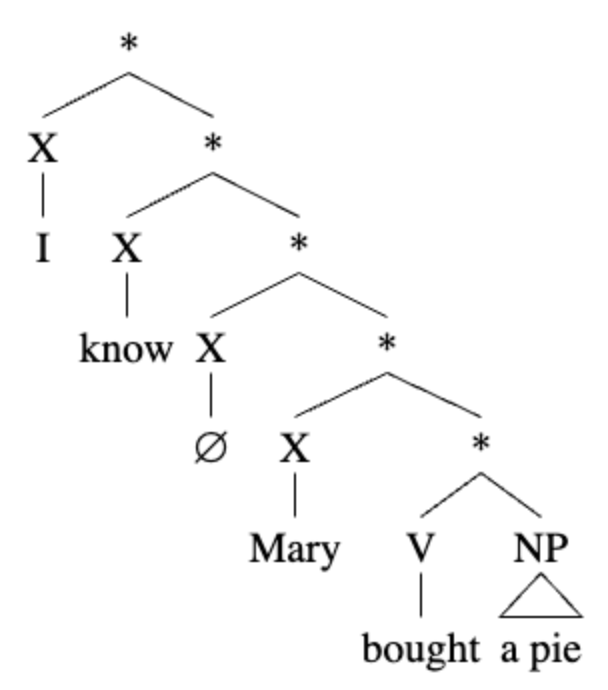 *
X *
I X *
know X *
∅ X *
Mary V NP
bought a pie